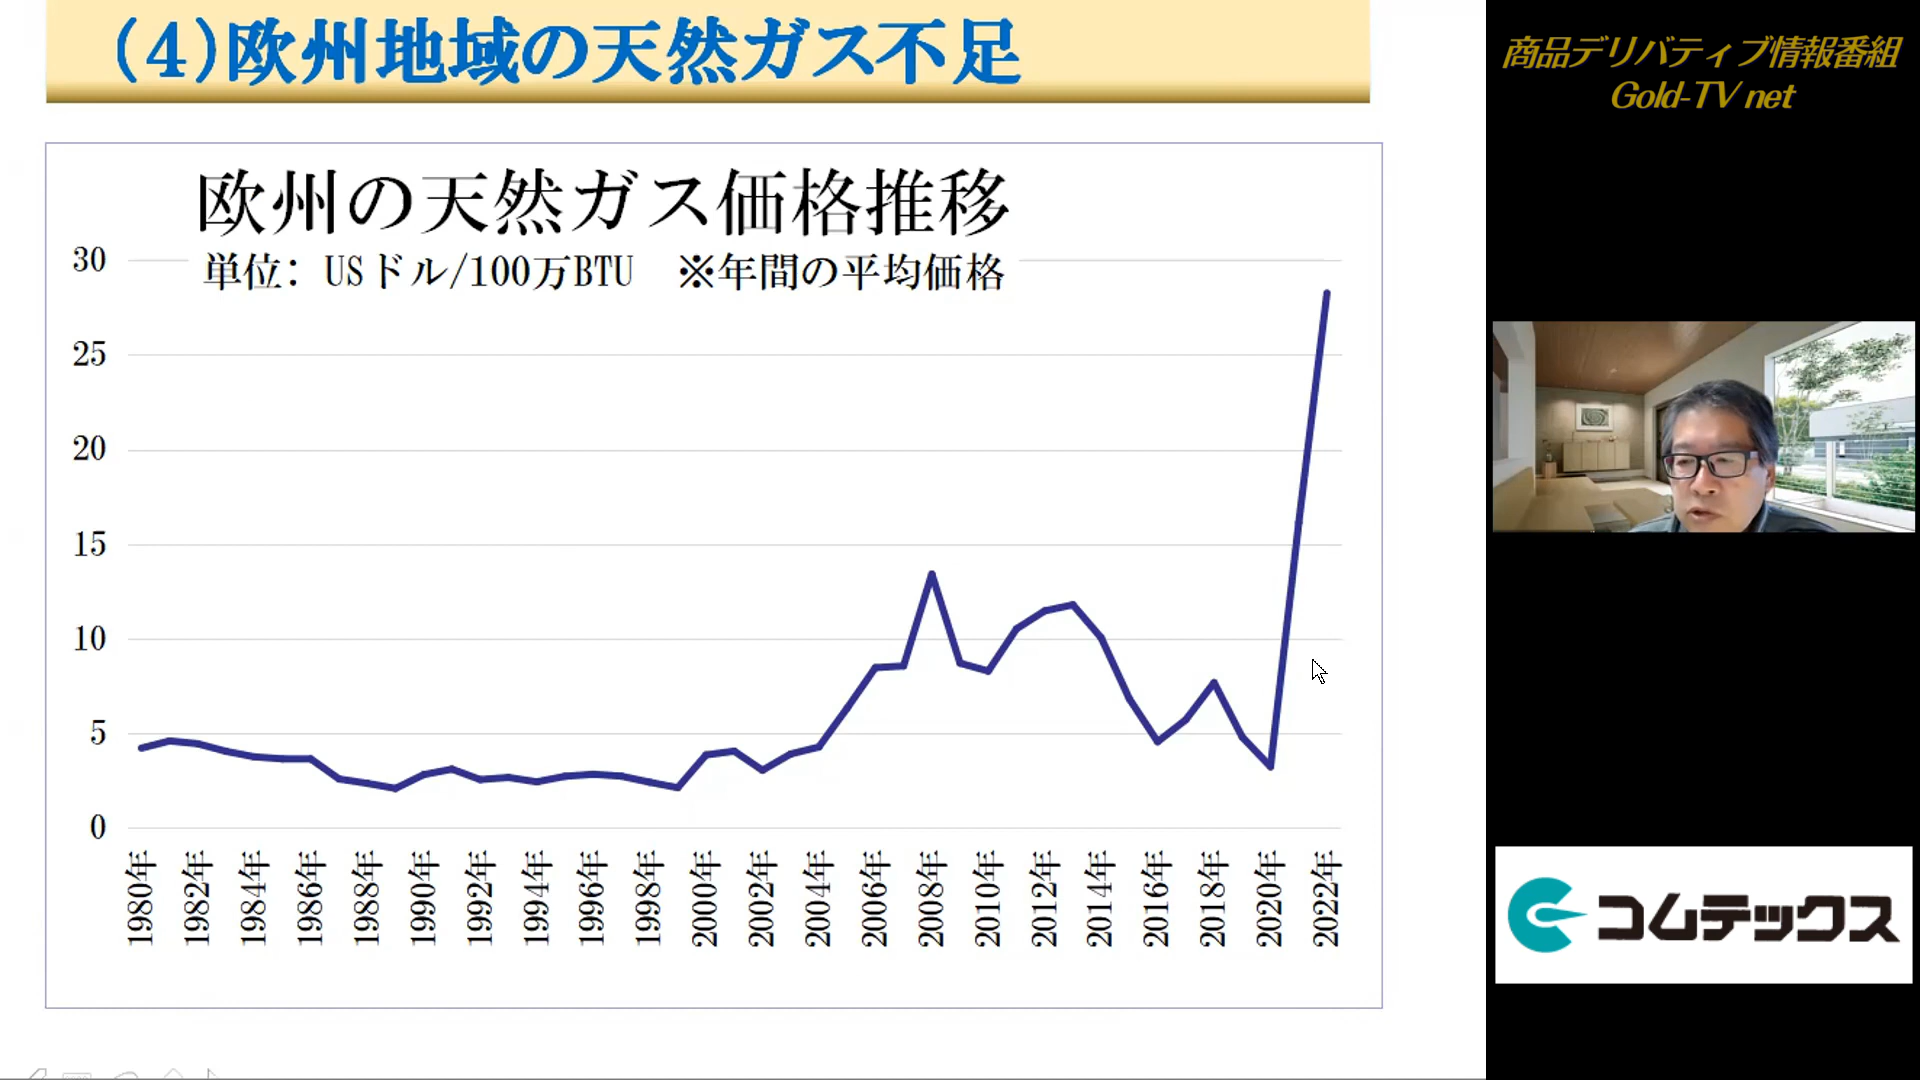 (4)欧州地域の天然ガス不足
欧州の天然ガス価格推移
単位：USドル/100万BTU　※年間の平均価格
30
25
20
15
10
5
0
1980年
1982年
1984年
1986年
1988年
1990年
1992年
1994年
1996年
1998年
2000年
2002年
2004年
2006年
2008年
2010年
2012年
2014年
2016年
2018年
2020年
2022年
商品デリバティブ情報番組
Gold-TV net
コムテックス